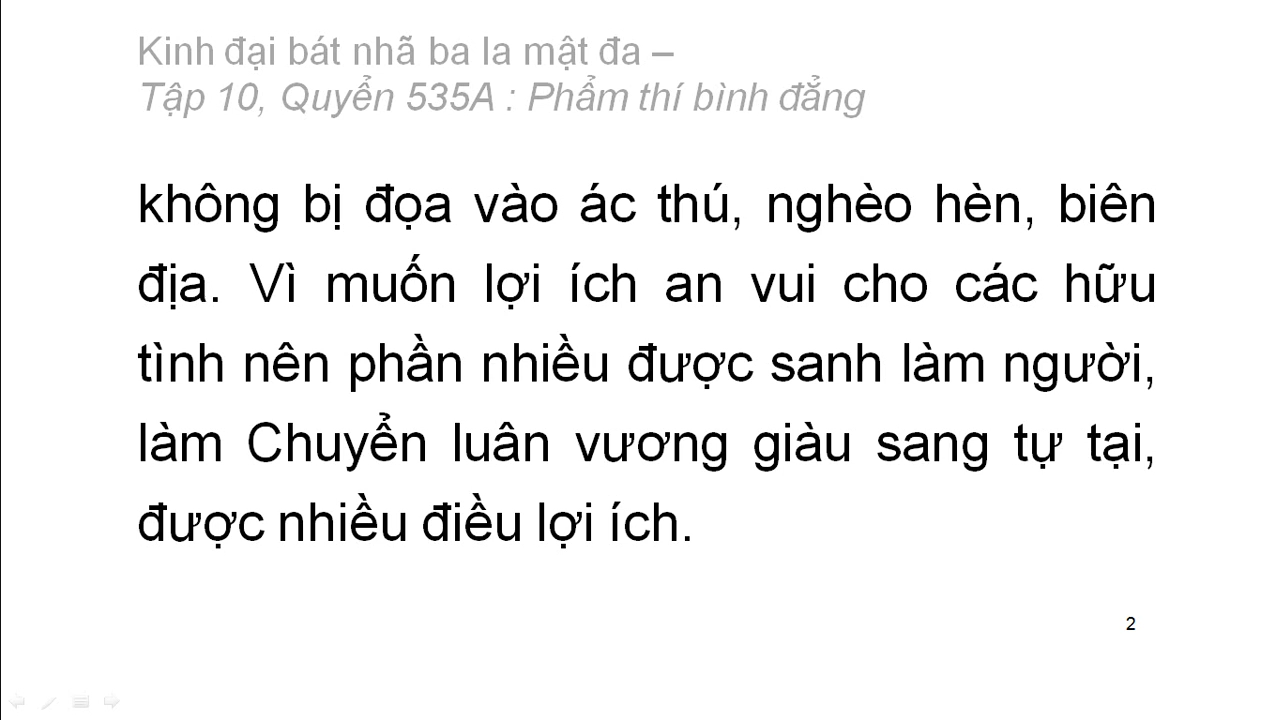 Kinh đại bát nhã ba la mật đa –
Tập 10, Quyển 535A : Phẩm thí bình đẳng
không bị đọa vào ác thú, nghèo hèn, biên
địa. Vì muốn lợi ích an vui cho các hữu
tình nên phần nhiều được sanh làm người,
làm Chuyển luân vương giàu sang tự tại,
được nhiều điều lợi ích.
2